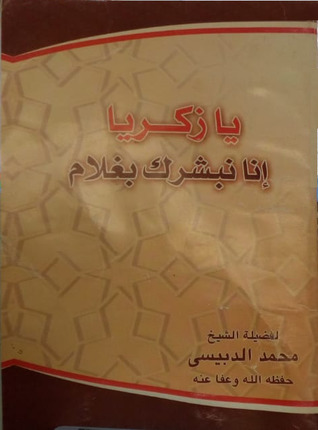 يا زكريا
إنا نبشرك بغلام
لفضيلة الشيخ
محمد الدبيسى
حفظه الله وعفا عنه